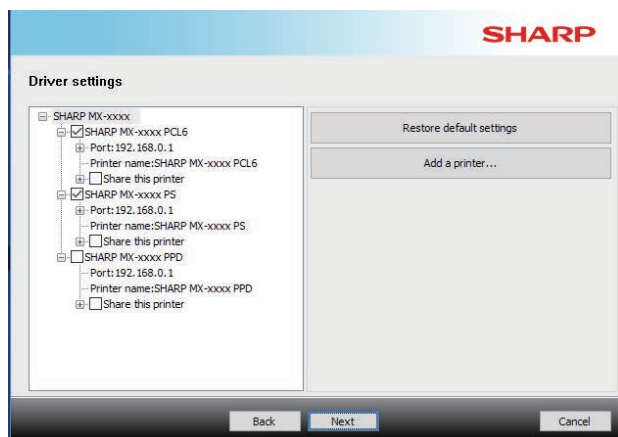 SHARP
Driver settings
SHARP MX-xxxx
SHARP MX-xxxx PCL6
Port:192.168.0.1
Printer name:SHARP MX-xxxx PCL6
Share this printer
SHARP MX-xxxx PS
Port:192.168.0.1
Printer name:SHARP MX-xxxx PS
Share this printer
SHARP MX-xxxx PPD
Port:192.168.0.1
Printer name:SHARP MX-xxxx PPD
Share this printer
Restore default settings
Add a printer...
Back
Next
Cancel